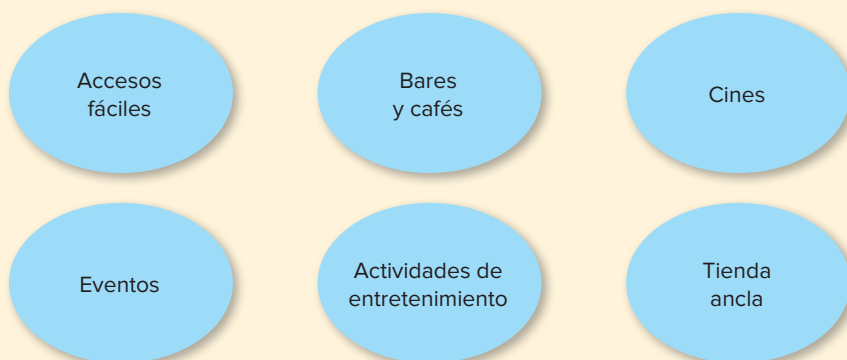 Accesos
fáciles
Bares
y cafés
Cines
Eventos
Actividades de
entretenimiento
Tienda
ancla